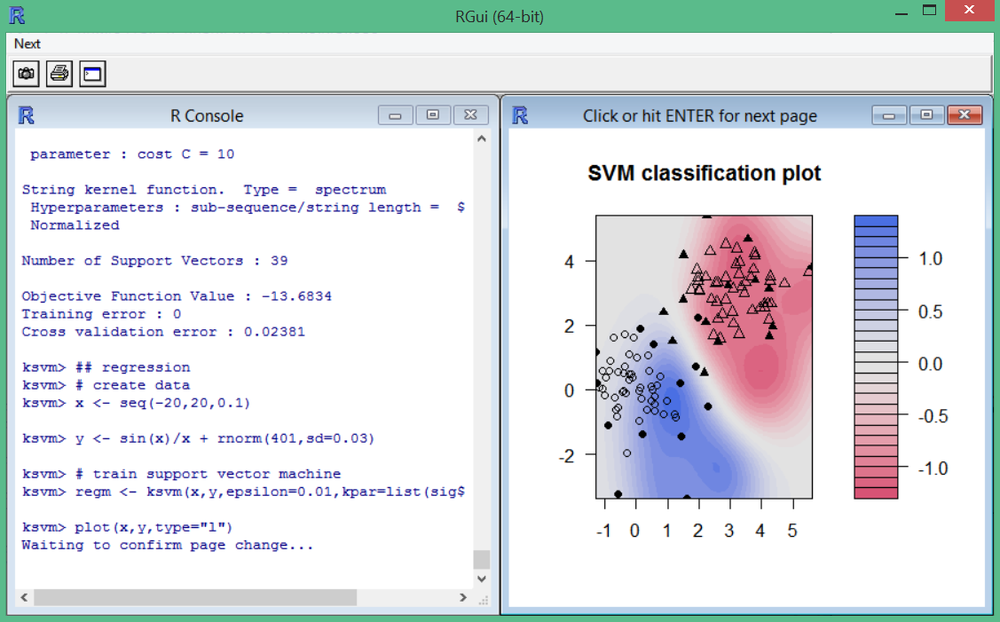 RGui (64-bit)
Next
R Console
parameter : cost C = 10
String kernel function.  Type =  spectrum
Hyperparameters : sub-sequence/string length =  $
Normalized
Number of Support Vectors : 39
Objective Function Value : -13.6834
Training error : 0
Cross validation error : 0.02381
ksvm> ## regression
ksvm> # create data
ksvm> x <- seq(-20,20,0.1)
ksvm> y <- sin(x)/x + rnorm(401,sd=0.03)
ksvm> # train support vector machine
ksvm> regm <- ksvm(x,y,epsilon=0.01,kpar=list(sig$
ksvm> plot(x,y,type="l")
Waiting to confirm page change...
Click or hit ENTER for next page
SVM classification plot
4
2
0
-2
-1 0 1 2 3 4 5
1.0
0.5
0.0
-0.5
-1.0